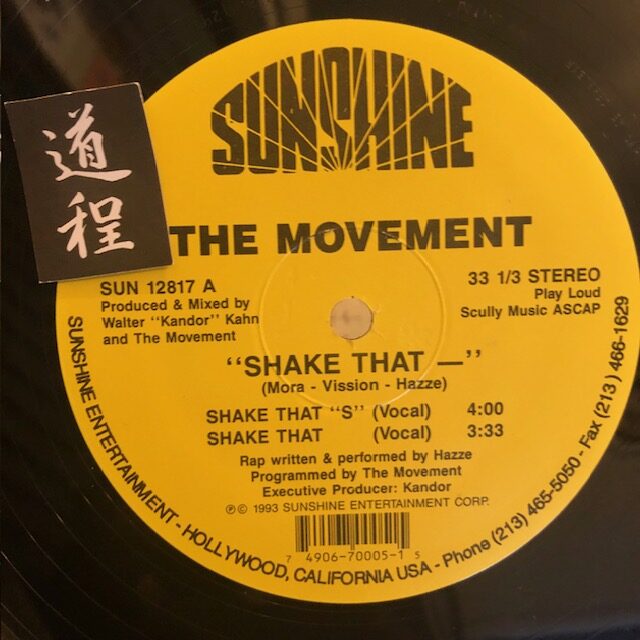 SUNSHINE
道程
THE MOVEMENT
SUN 12817 A
Produced & Mixed by
Walter "Kandor" Kahn
and The Movement
33 1/3 STEREO
Play Loud
Scully Music ASCAP
"SHAKE THAT —"
(Mora - Vission - Hazze)
SHAKE THAT "S" (Vocal) 4:00
SHAKE THAT (Vocal) 3:33
Rap written & performed by Hazze
Programmed by The Movement
Executive Producer: Kandor
℗ © 1993 SUNSHINE ENTERTAINMENT CORP.
7 4906-70005-1 5
SUNSHINE ENTERTAINMENT - HOLLYWOOD, CALIFORNIA USA - Phone (213) 465-5050 - Fax (213) 466-1629